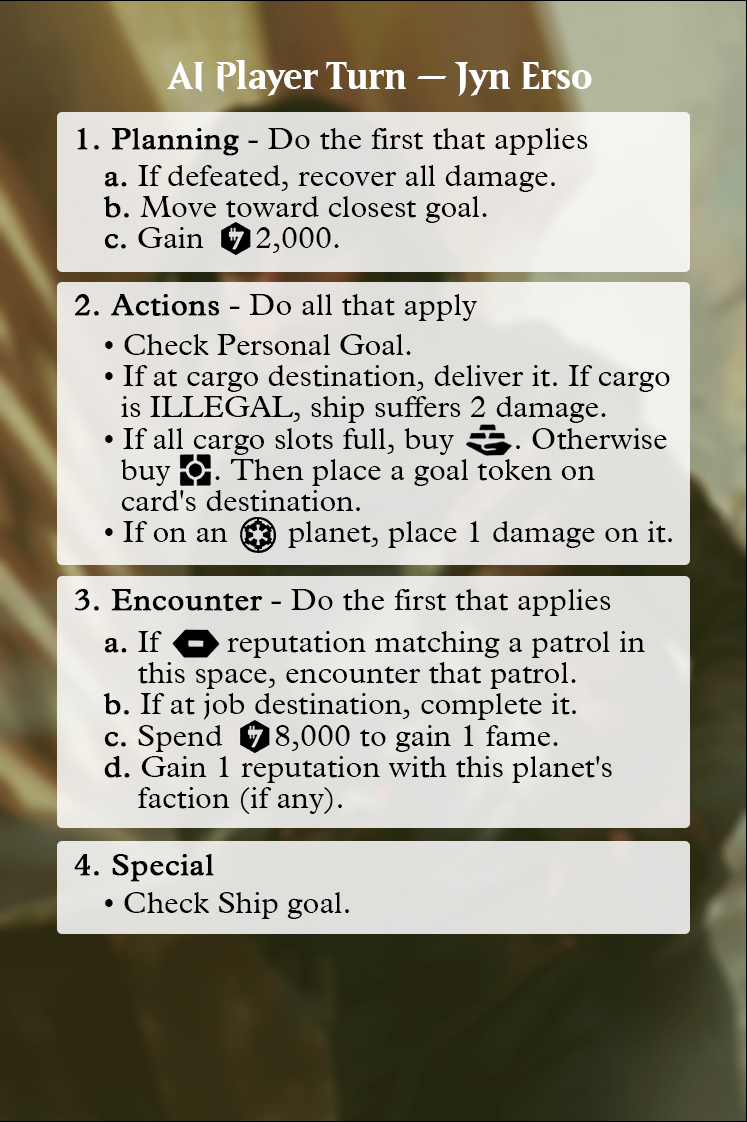 AI Player Turn — Jyn Erso
1. Planning - Do the first that applies
a. If defeated, recover all damage.
b. Move toward closest goal.
c. Gain 2,000.
2. Actions - Do all that apply
• Check Personal Goal.
• If at cargo destination, deliver it. If cargo
is ILLEGAL, ship suffers 2 damage.
• If all cargo slots full, buy . Otherwise
buy . Then place a goal token on
card's destination.
• If on an planet, place 1 damage on it.
3. Encounter - Do the first that applies
a. If reputation matching a patrol in
this space, encounter that patrol.
b. If at job destination, complete it.
c. Spend 8,000 to gain 1 fame.
d. Gain 1 reputation with this planet's
faction (if any).
4. Special
• Check Ship goal.